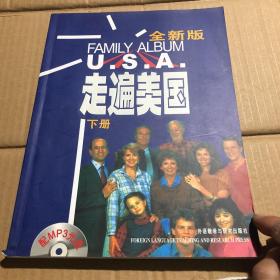 全新版
FAMILY ALBUM
U.S.A.
走遍美国
下册
外语教学与研究出版社
FOREIGN LANGUAGE TEACHING AND RESEARCH PRESS
配MP3光盘